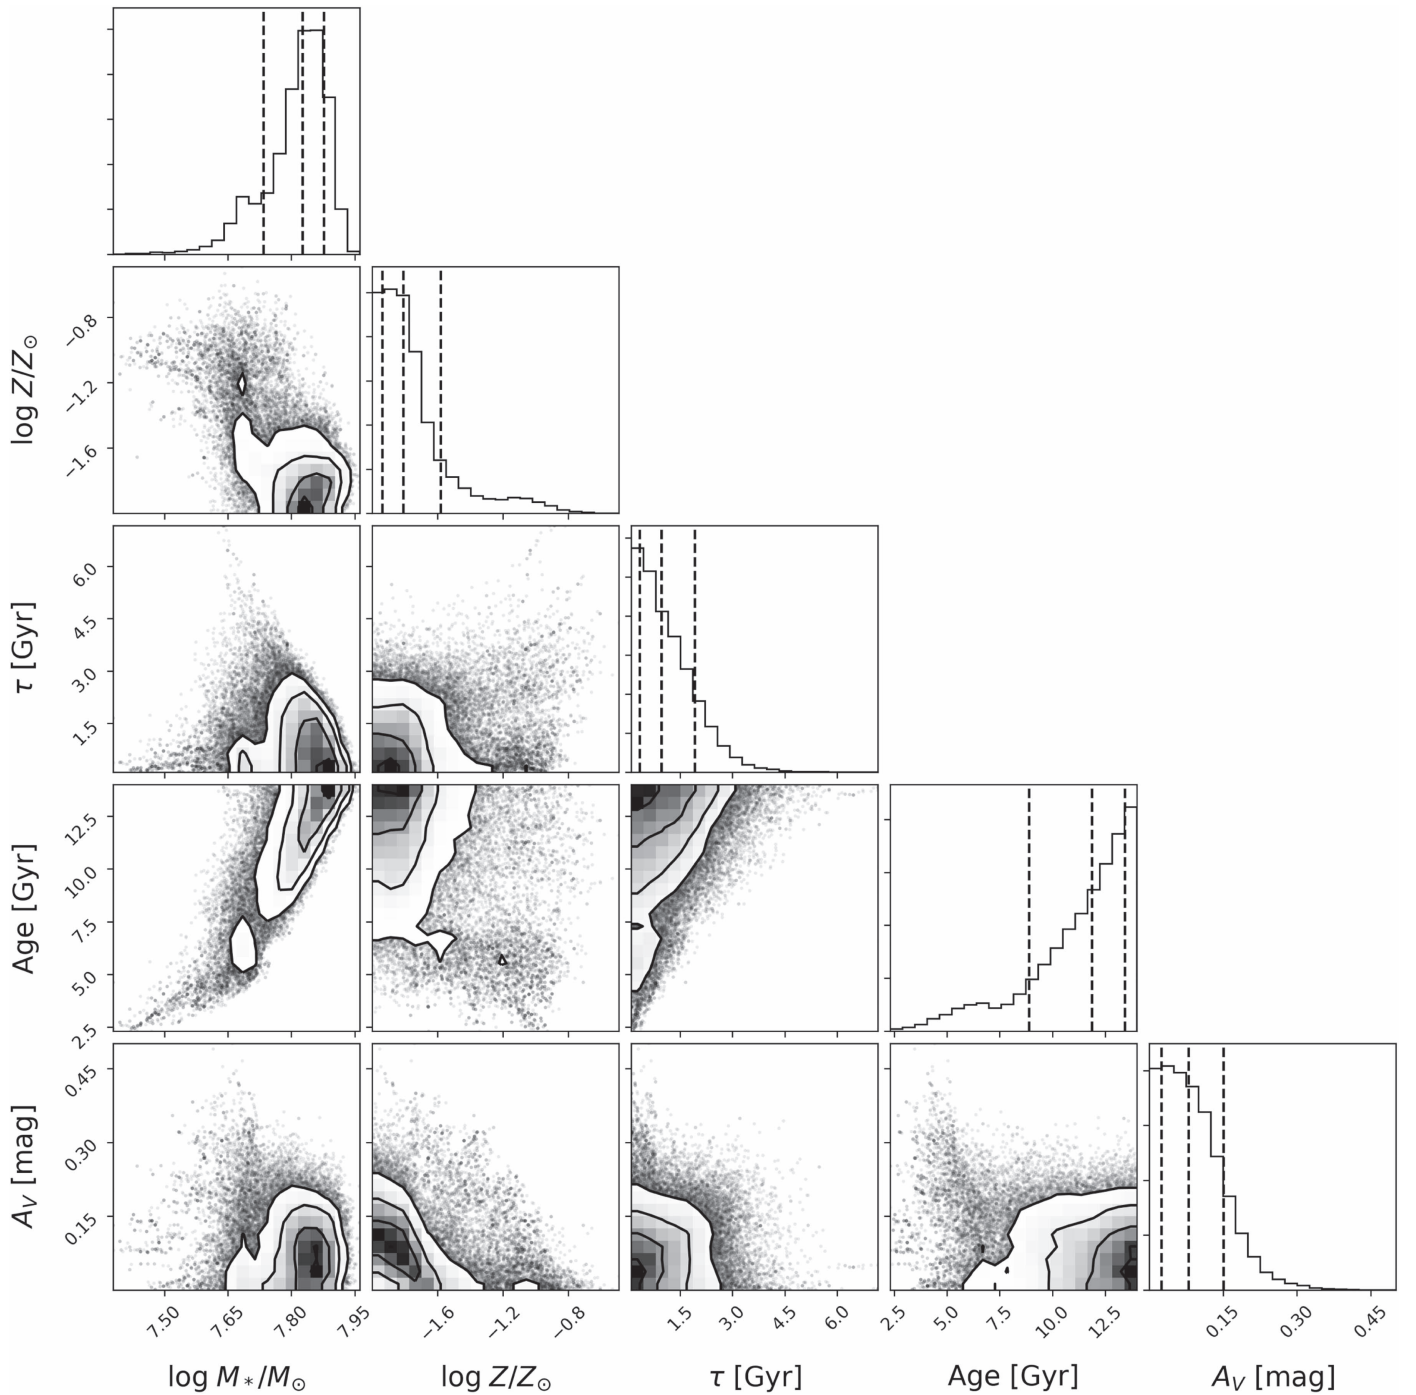 log Z/Z⊙
−0.8
−1.2
−1.6
τ [Gyr]
6.0
4.5
3.0
1.5
Age [Gyr]
12.5
10.0
7.5
5.0
2.5
A_V [mag]
0.45
0.30
0.15
7.50 7.65 7.80 7.95 −1.6 −1.2 −0.8 1.5 3.0 4.5 6.0 2.5 5.0 7.5 10.0 12.5 0.15 0.30 0.45
log M_*/M⊙ log Z/Z⊙ τ [Gyr] Age [Gyr] A_V [mag]